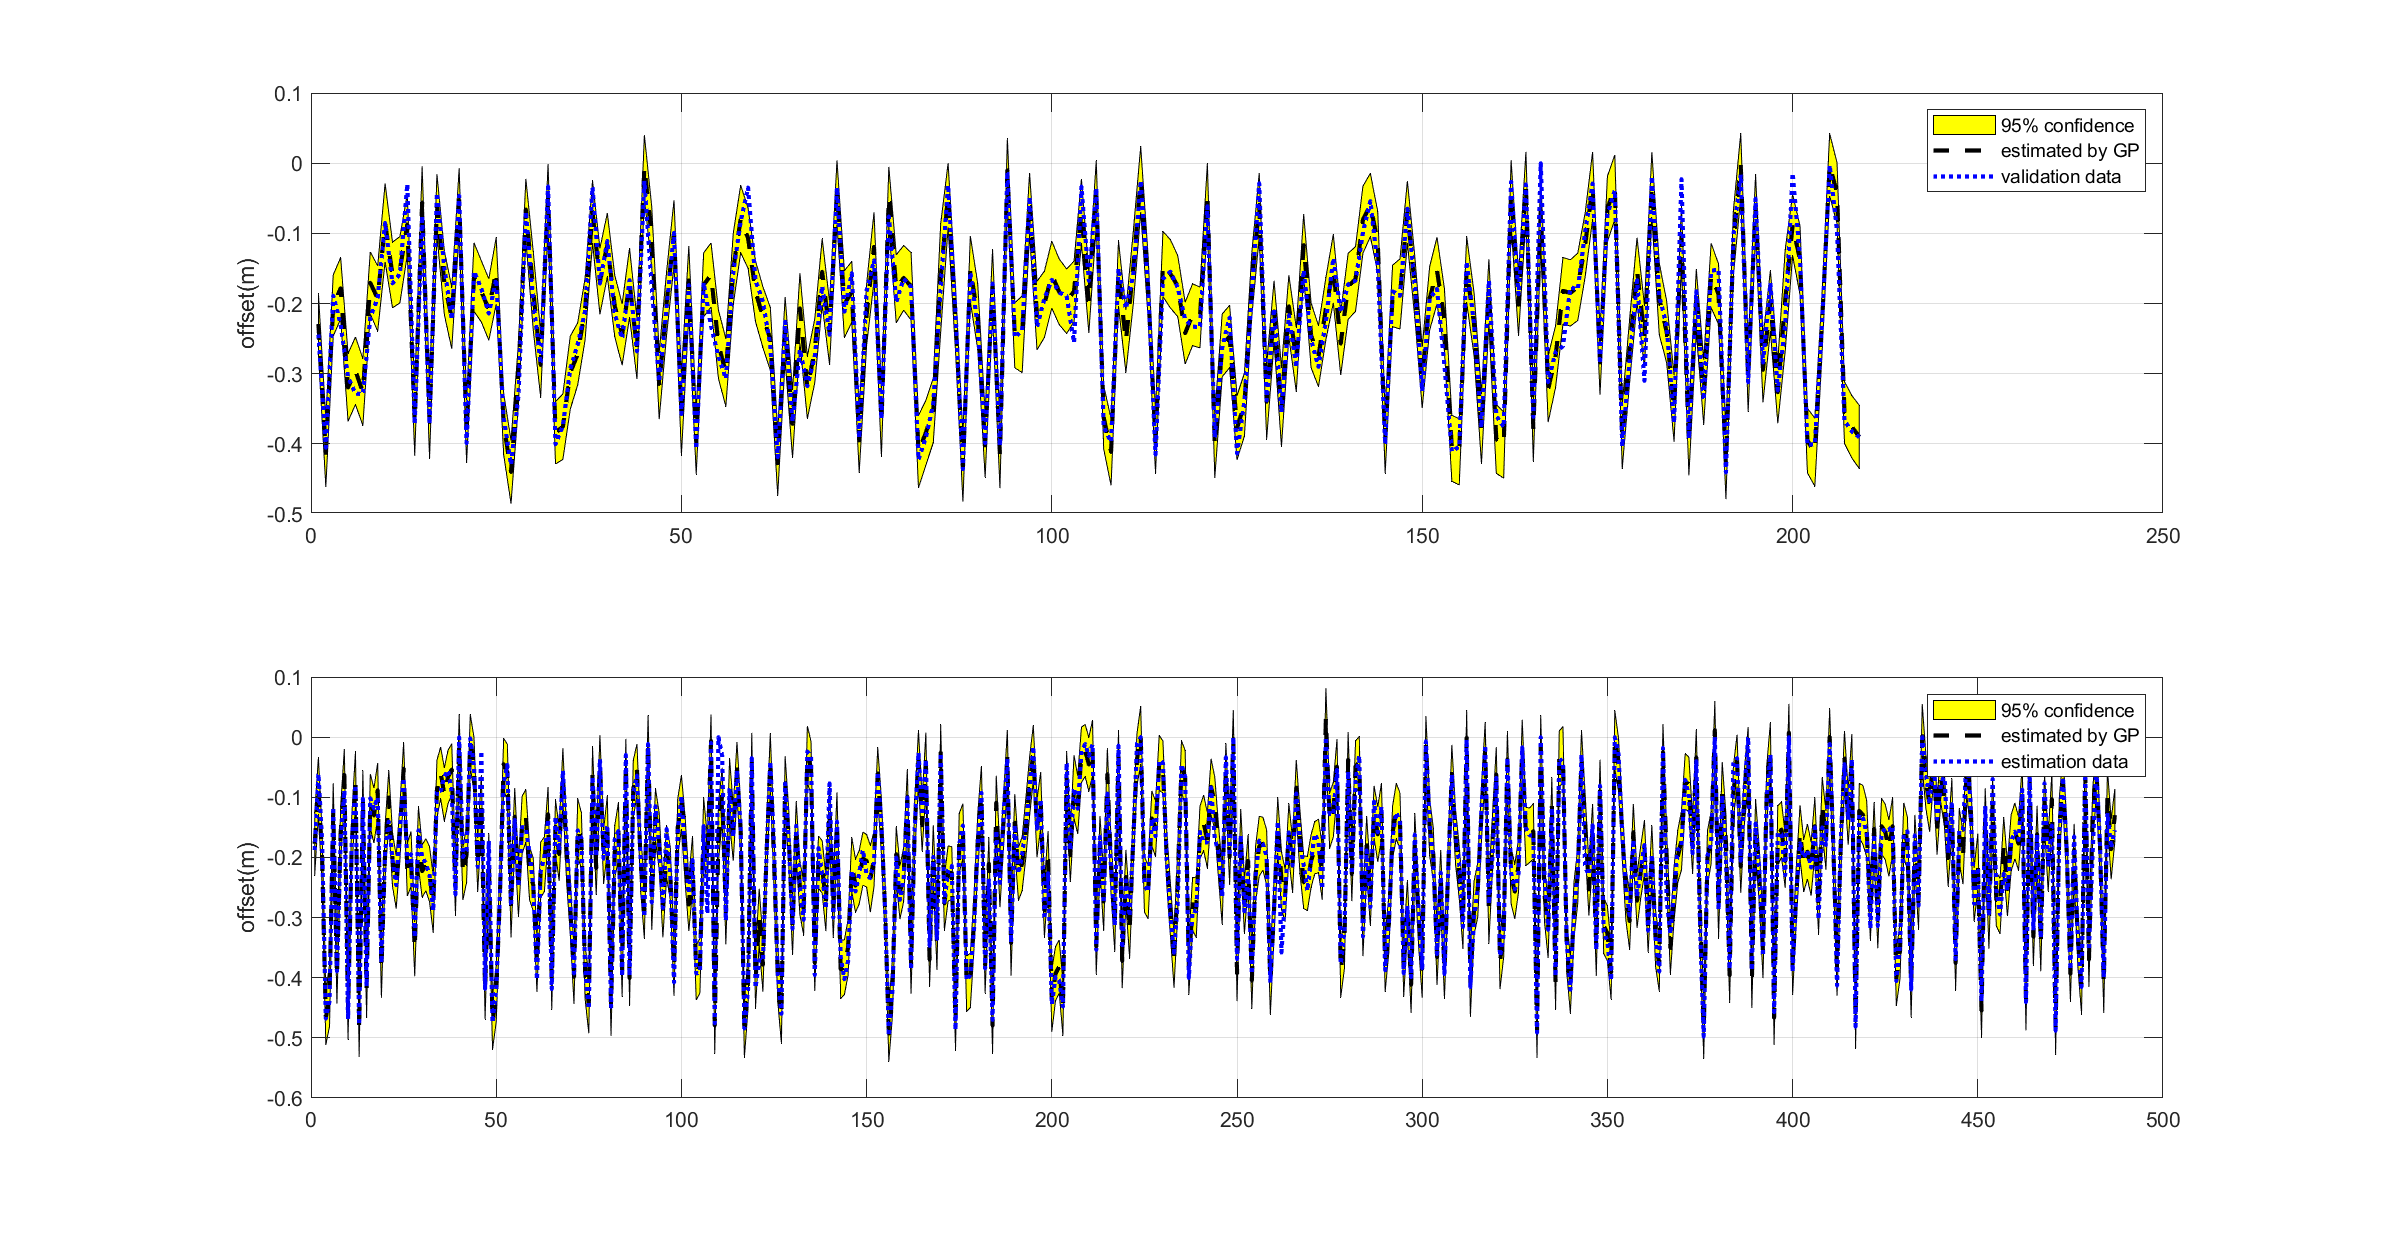 0.1
0
-0.1
-0.2
-0.3
-0.4
-0.5
offset(m)
95% confidence
estimated by GP
validation data
0 50 100 150 200 250
0.1
0
-0.1
-0.2
-0.3
-0.4
-0.5
-0.6
offset(m)
95% confidence
estimated by GP
estimation data
0 50 100 150 200 250 300 350 400 450 500